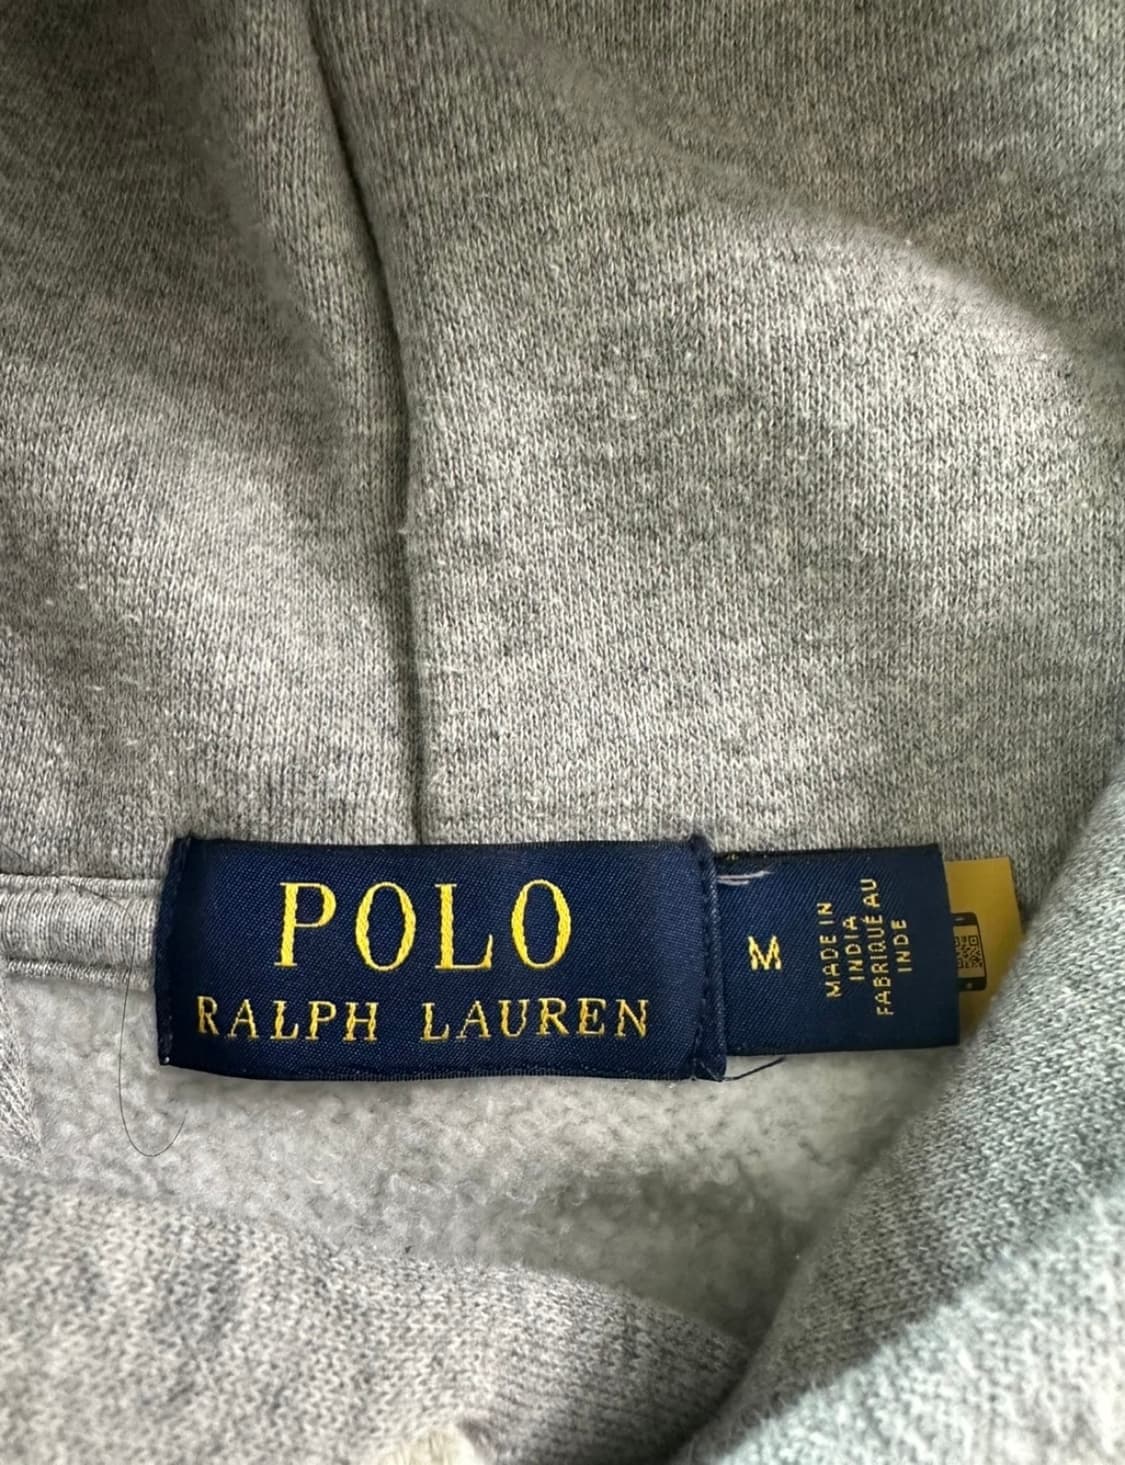 POLO
RALPH LAUREN
M
MADE IN
INDIA
FABRIQUÉ AU
INDE